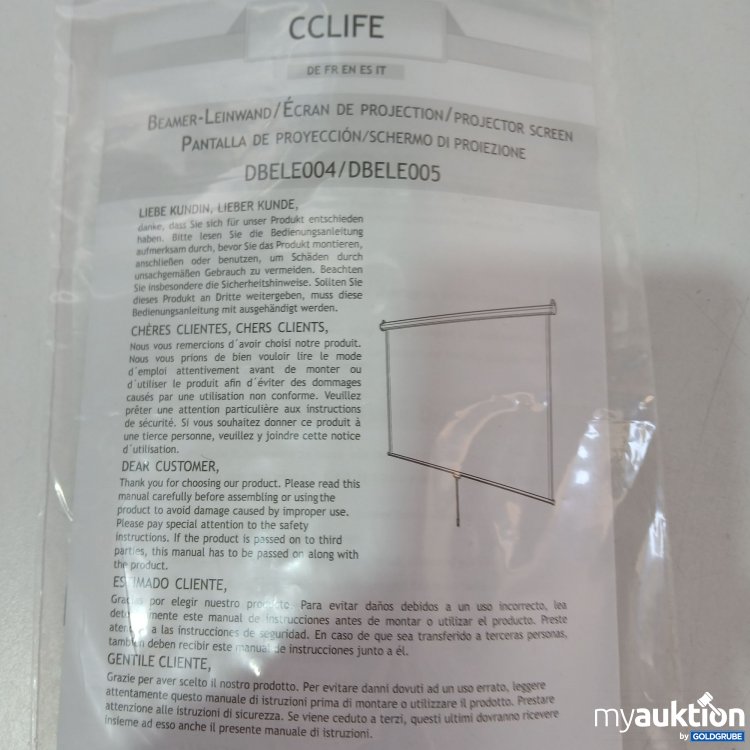 CCLIFE
DE FR EN ES IT
BEAMER-LEINWAND/ÉCRAN DE PROJECTION/PROJECTOR SCREEN
PANTALLA DE PROYECCIÓN/SCHERMO DI PROIEZIONE
DBELE004/DBELE005
LIEBE KUNDIN, LIEBER KUNDE,
danke, dass Sie sich für unser Produkt entschieden
haben. Bitte lesen Sie die Bedienungsanleitung
aufmerksam durch, bevor Sie das Produkt montieren,
anschließen oder benutzen, um Schäden durch
unsachgemäßen Gebrauch zu vermeiden. Beachten
Sie insbesondere die Sicherheitshinweise. Sollten Sie
dieses Produkt an Dritte weitergeben, muss diese
Bedienungsanleitung mit ausgehändigt werden.
CHÈRES CLIENTES, CHERS CLIENTS,
Nous vous remercions d´avoir choisi notre produit.
Nous vous prions de bien vouloir lire le mode
d´emploi attentivement avant de monter ou
d´utiliser le produit afin d´éviter des dommages
causés par une utilisation non conforme. Veuillez
prêter une attention particulière aux instructions
de sécurité. Si vous souhaitez donner ce produit à
une tierce personne, veuillez y joindre cette notice
d´utilisation.
DEAR CUSTOMER,
Thank you for choosing our product. Please read this
manual carefully before assembling or using the
product to avoid damage caused by improper use.
Please pay special attention to the safety
instructions. If the product is passed on to third
parties, this manual has to be passed on along with
the product.
ESTIMADO CLIENTE,
Gracias por elegir nuestro producto. Para evitar daños debidos a un uso incorrecto, lea
detenidamente este manual de instrucciones antes de montar o utilizar el producto. Preste
atención a las instrucciones de seguridad. En caso de que sea transferido a terceras personas,
también deben recibir este manual de instrucciones junto a él.
GENTILE CLIENTE,
Grazie per aver scelto il nostro prodotto. Per evitare danni dovuti ad un uso errato, leggere
attentamente questo manuale di istruzioni prima di montare o utilizzare il prodotto. Prestare
attenzione alle istruzioni di sicurezza. Se viene ceduto a terzi, questi ultimi dovranno ricevere
insieme ad esso anche il presente manuale di istruzioni.
myauktion
by GOLDGRUBE